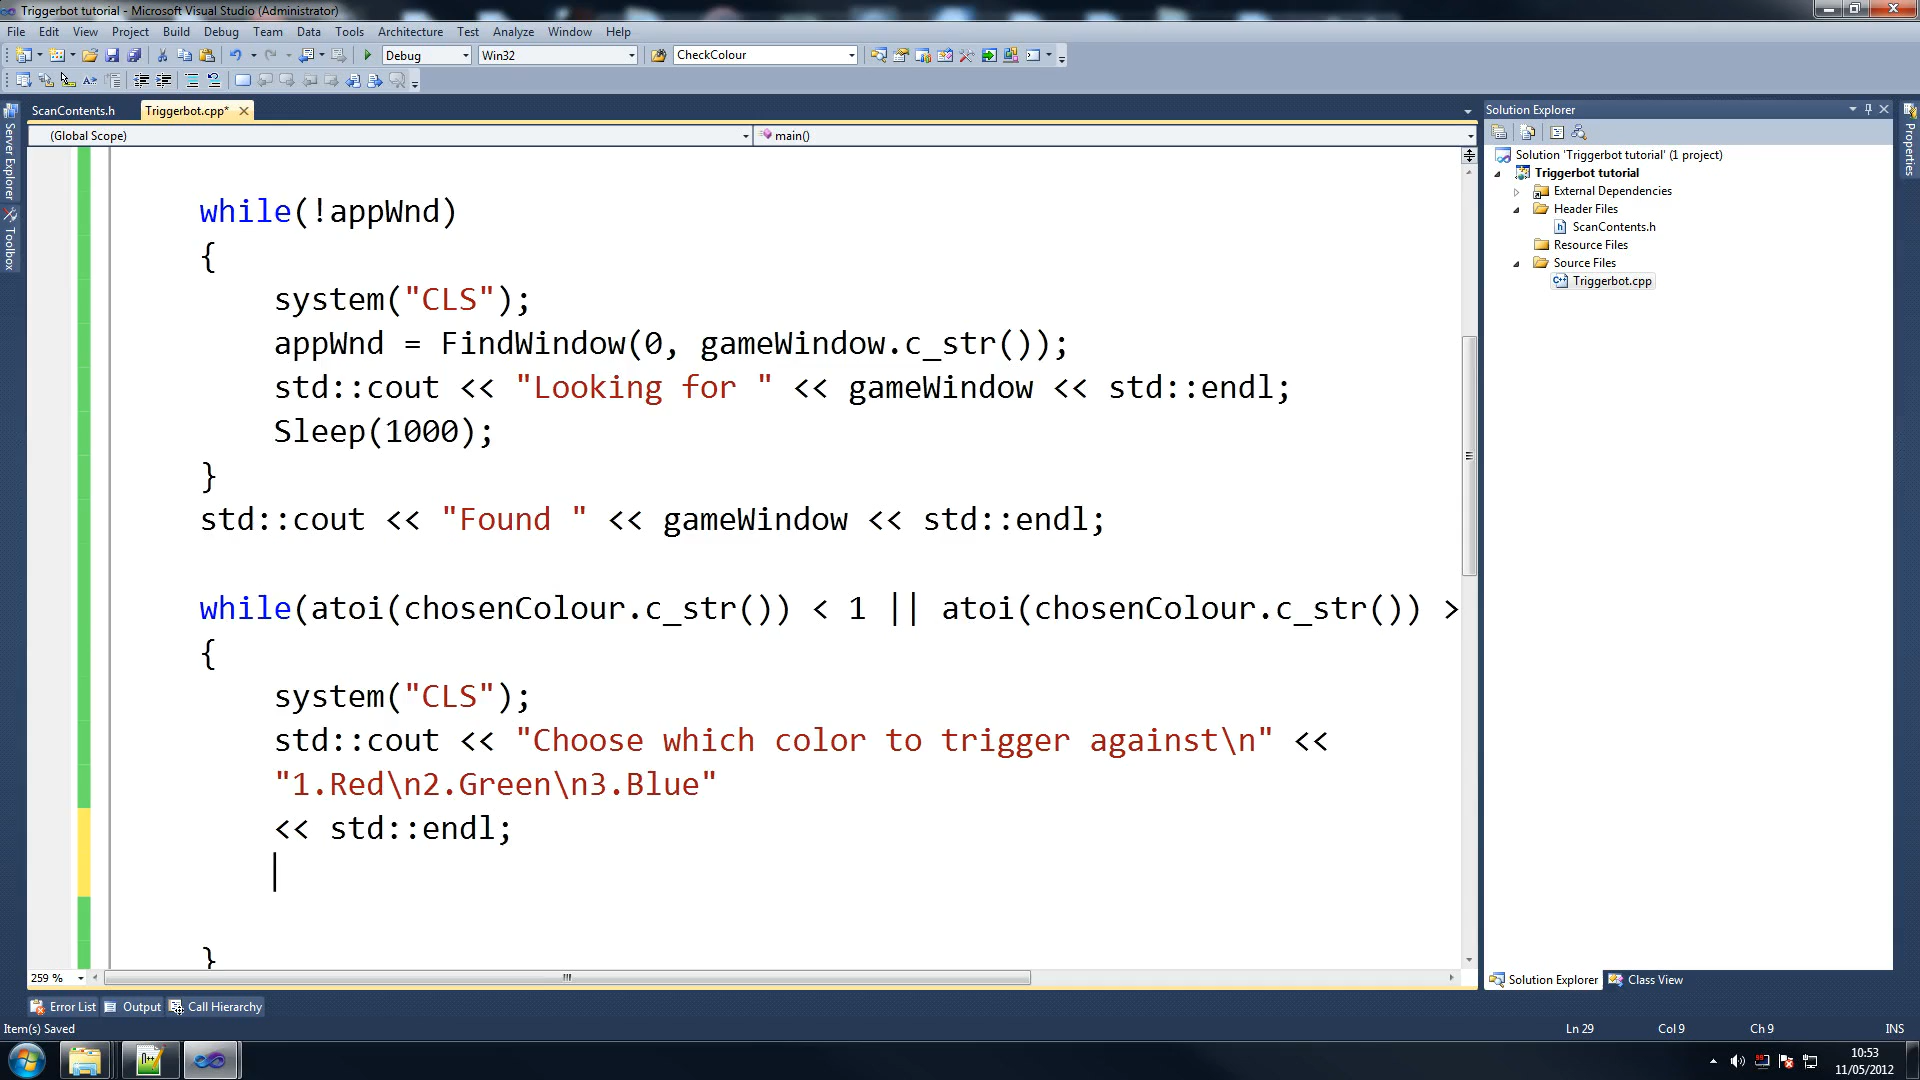 Triggerbot tutorial - Microsoft Visual Studio (Administrator)
File Edit View Project Build Debug Team Data Tools Architecture Test Analyze Window Help
Debug Win32 CheckColour
ScanContents.h Triggerbot.cpp*
(Global Scope) main()
Server Explorer
Toolbox
while(!appWnd)
{
system("CLS");
appWnd = FindWindow(0, gameWindow.c_str());
std::cout << "Looking for " << gameWindow << std::endl;
Sleep(1000);
}
std::cout << "Found " << gameWindow << std::endl;
while(atoi(chosenColour.c_str()) < 1 || atoi(chosenColour.c_str()) >
{
system("CLS");
std::cout << "Choose which color to trigger against\n" <<
"1.Red\n2.Green\n3.Blue"
<< std::endl;
}
259 %
Solution Explorer
Solution 'Triggerbot tutorial' (1 project)
Triggerbot tutorial
External Dependencies
Header Files
ScanContents.h
Resource Files
Source Files
Triggerbot.cpp
Solution Explorer Class View
Properties
Error List Output Call Hierarchy
Item(s) Saved Ln 29 Col 9 Ch 9 INS
10:53
11/05/2012